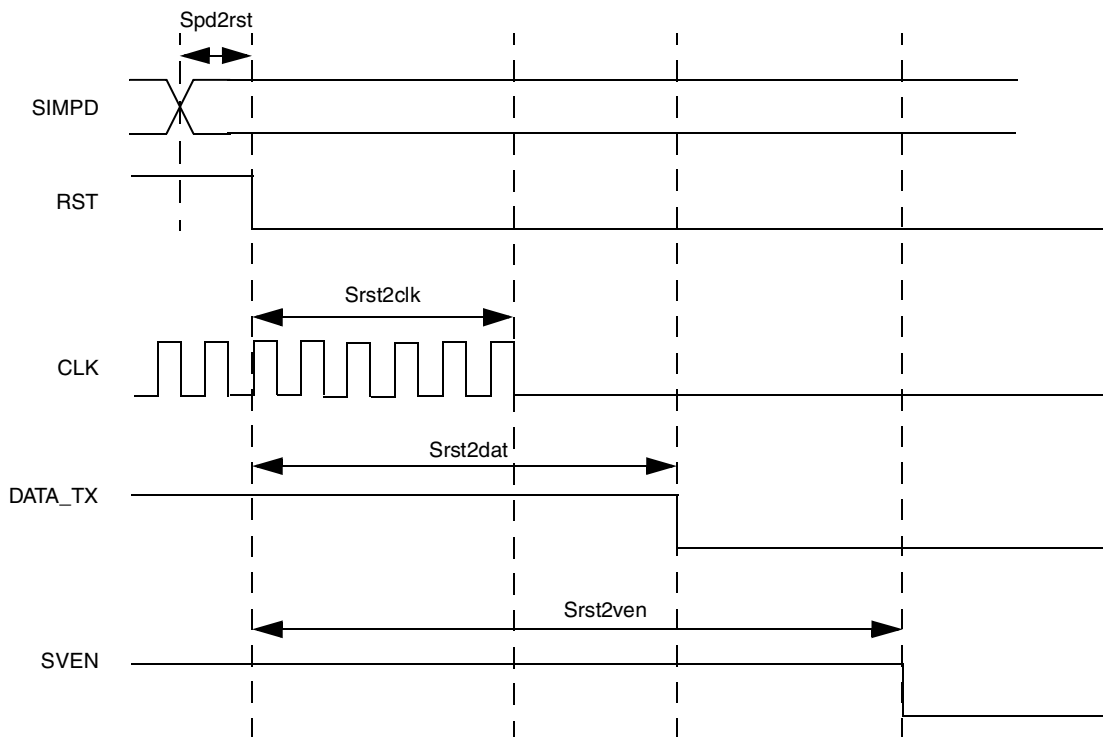 Spd2rst
SIMPD
RST
Srst2clk
CLK
Srst2dat
DATA_TX
Srst2ven
SVEN